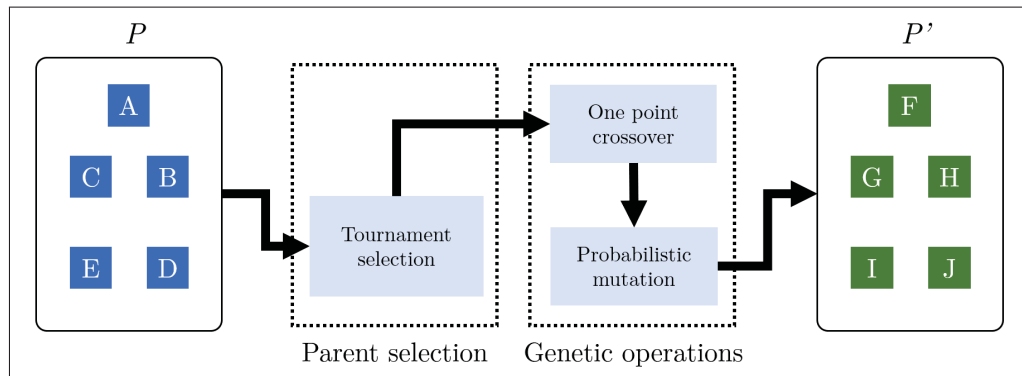 P
A
C B
E D
Tournament
selection
Parent selection
One point
crossover
Probabilistic
mutation
Genetic operations
P'
F
G H
I J